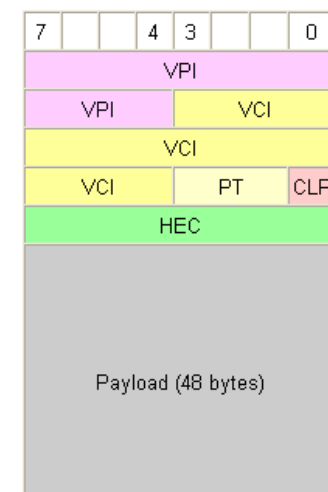 7 4 3 0
VPI
VPI VCI
VCI
VCI PT CLP
HEC
Payload (48 bytes)